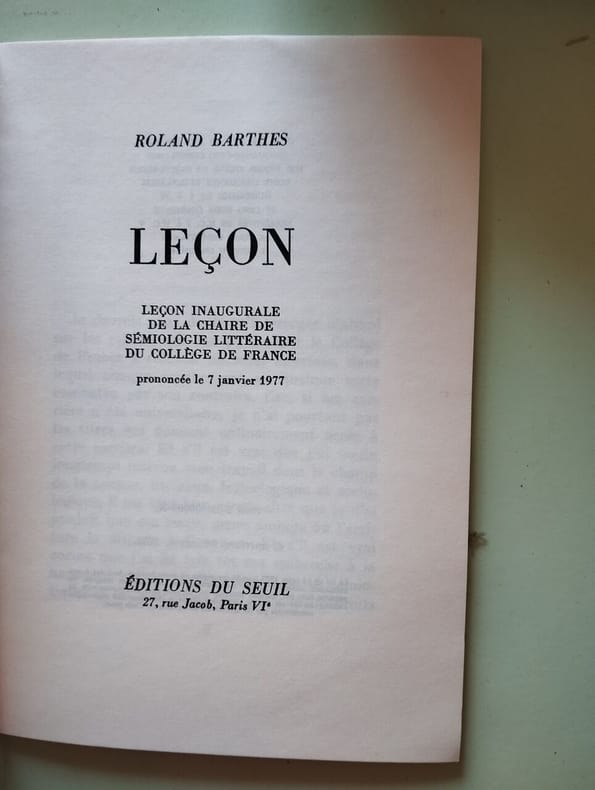 ROLAND BARTHES
LEÇON
LEÇON INAUGURALE
DE LA CHAIRE DE
SÉMIOLOGIE LITTÉRAIRE
DU COLLÈGE DE FRANCE
prononcée le 7 janvier 1977
ÉDITIONS DU SEUIL
27, rue Jacob, Paris VIᵉ